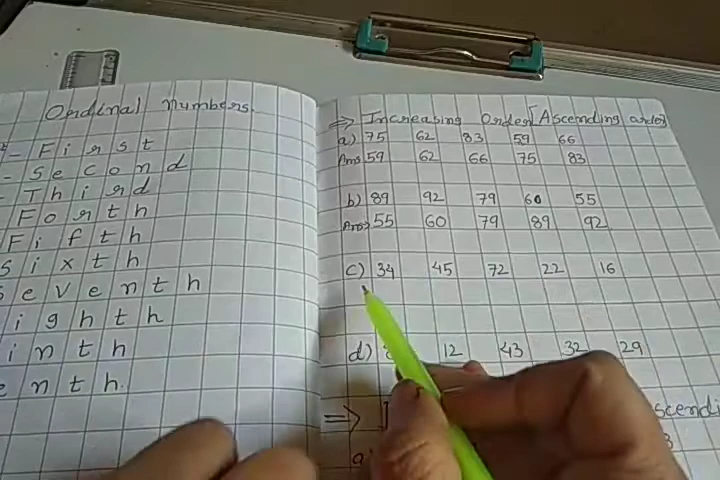 Ordinal numbers.
First
Second
Third
Forth
Fifth
Sixth
Seventh
ighth
inth
enth.
⇒ Increasing Order [Ascending order
a) 75 62 83 59 66
Ans 59 62 66 75 83
b) 89 92 79 60 55
Ans 55 60 79 89 92
c) 34 45 72 22 16
d) 12 43 32 29
⇒
scendi
a) 3